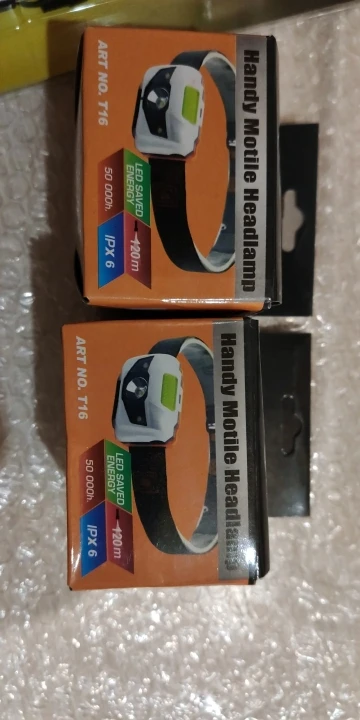 Handy Motile Headlamp
ART NO. T16
LED SAVED
ENERGY
120m
50 000h.
IPX 6
Handy Motile Headlamp
ART NO. T16
LED SAVED
ENERGY
120m
50 000h.
IPX 6